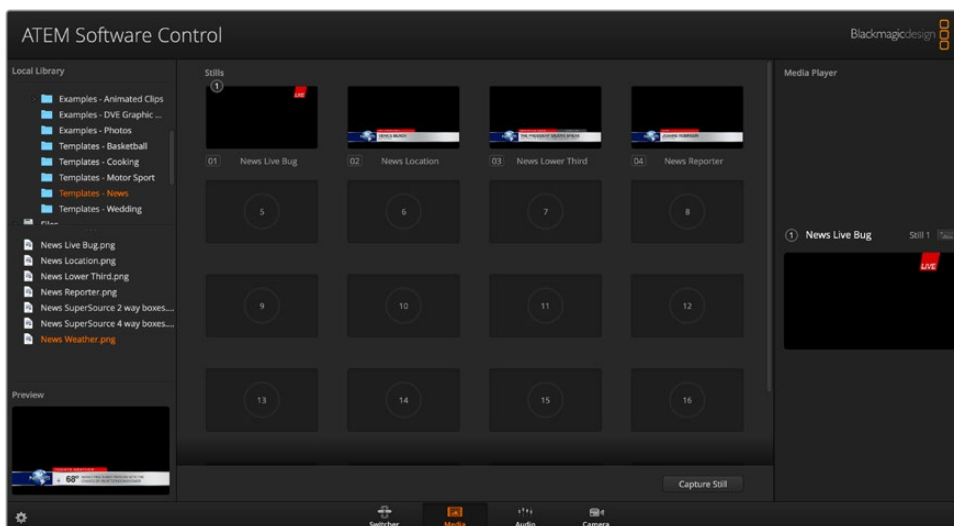 ATEM Software Control
Blackmagicdesign
Local Library
Examples - Animated Clips
Examples - DVE Graphic ...
Examples - Photos
Templates - Basketball
Templates - Cooking
Templates - Motor Sport
Templates - News
Templates - Wedding
Files
News Live Bug.png
News Location.png
News Lower Third.png
News Reporter.png
News SuperSource 2 way boxes....
News SuperSource 4 way boxes....
News Weather.png
Preview
68°
Stills
1
LIVE
01 News Live Bug
02 News Location
03 News Lower Third
04 News Reporter
5
6
7
8
9
10
11
12
13
14
15
16
Capture Still
Media Player
1 News Live Bug Still 1
LIVE
Switcher
Media
Audio
Camera